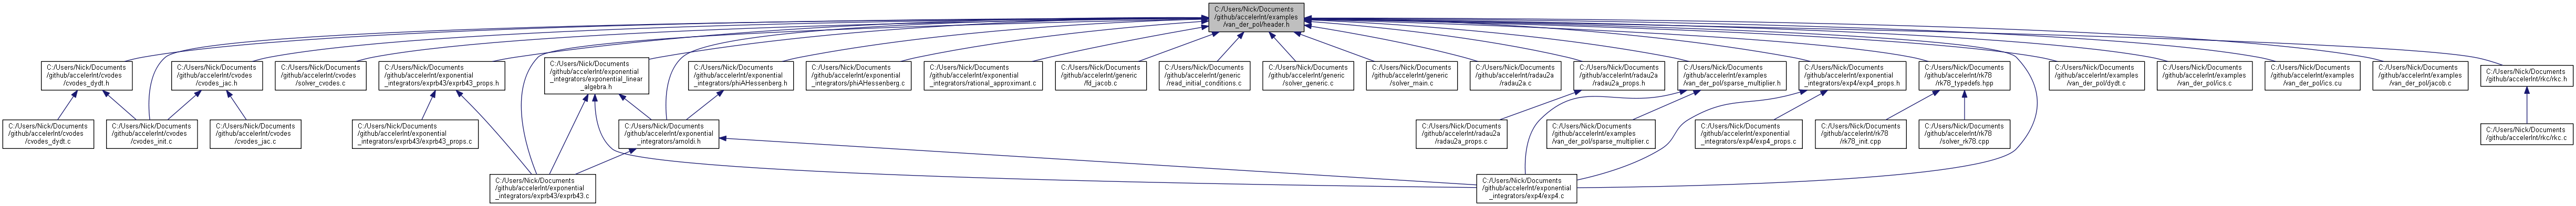 C:/Users/Nick/Documents
/github/accelerInt/examples
/van_der_pol/header.h
C:/Users/Nick/Documents
/github/accelerInt/cvodes
/cvodes_dydt.h
C:/Users/Nick/Documents
/github/accelerInt/cvodes
/cvodes_jac.h
C:/Users/Nick/Documents
/github/accelerInt/cvodes
/solver_cvodes.c
C:/Users/Nick/Documents
/github/accelerInt/exponential
_integrators/exprb43/exprb43_props.h
C:/Users/Nick/Documents
/github/accelerInt/exponential
_integrators/exponential_linear
_algebra.h
C:/Users/Nick/Documents
/github/accelerInt/exponential
_integrators/phiAHessenberg.h
C:/Users/Nick/Documents
/github/accelerInt/exponential
_integrators/phiAHessenberg.c
C:/Users/Nick/Documents
/github/accelerInt/exponential
_integrators/rational_approximant.c
C:/Users/Nick/Documents
/github/accelerInt/generic
/fd_jacob.c
C:/Users/Nick/Documents
/github/accelerInt/generic
/read_initial_conditions.c
C:/Users/Nick/Documents
/github/accelerInt/generic
/solver_generic.c
C:/Users/Nick/Documents
/github/accelerInt/generic
/solver_main.c
C:/Users/Nick/Documents
/github/accelerInt/radau2a
/radau2a.c
C:/Users/Nick/Documents
/github/accelerInt/radau2a
/radau2a_props.h
C:/Users/Nick/Documents
/github/accelerInt/examples
/van_der_pol/sparse_multiplier.h
C:/Users/Nick/Documents
/github/accelerInt/exponential
_integrators/exp4/exp4_props.h
C:/Users/Nick/Documents
/github/accelerInt/rk78
/rk78_typedefs.hpp
C:/Users/Nick/Documents
/github/accelerInt/examples
/van_der_pol/dydt.c
C:/Users/Nick/Documents
/github/accelerInt/examples
/van_der_pol/ics.c
C:/Users/Nick/Documents
/github/accelerInt/examples
/van_der_pol/ics.cu
C:/Users/Nick/Documents
/github/accelerInt/examples
/van_der_pol/jacob.c
C:/Users/Nick/Documents
/github/accelerInt/rkc/rkc.h
C:/Users/Nick/Documents
/github/accelerInt/cvodes
/cvodes_dydt.c
C:/Users/Nick/Documents
/github/accelerInt/cvodes
/cvodes_init.c
C:/Users/Nick/Documents
/github/accelerInt/cvodes
/cvodes_jac.c
C:/Users/Nick/Documents
/github/accelerInt/exponential
_integrators/exprb43/exprb43_props.c
C:/Users/Nick/Documents
/github/accelerInt/exponential
_integrators/arnoldi.h
C:/Users/Nick/Documents
/github/accelerInt/radau2a
/radau2a_props.c
C:/Users/Nick/Documents
/github/accelerInt/examples
/van_der_pol/sparse_multiplier.c
C:/Users/Nick/Documents
/github/accelerInt/exponential
_integrators/exp4/exp4_props.c
C:/Users/Nick/Documents
/github/accelerInt/rk78
/rk78_init.cpp
C:/Users/Nick/Documents
/github/accelerInt/rk78
/solver_rk78.cpp
C:/Users/Nick/Documents
/github/accelerInt/rkc/rkc.c
C:/Users/Nick/Documents
/github/accelerInt/exponential
_integrators/exprb43/exprb43.c
C:/Users/Nick/Documents
/github/accelerInt/exponential
_integrators/exp4/exp4.c